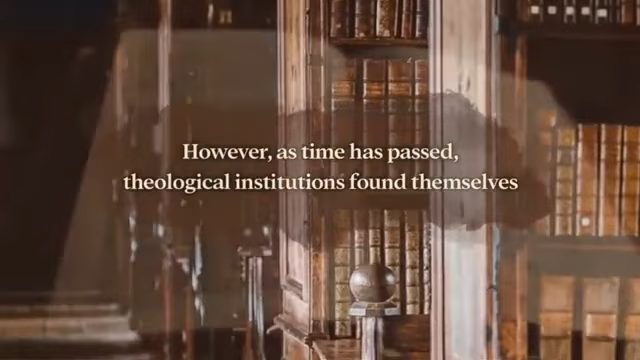 However, as time has passed,
theological institutions found themselves